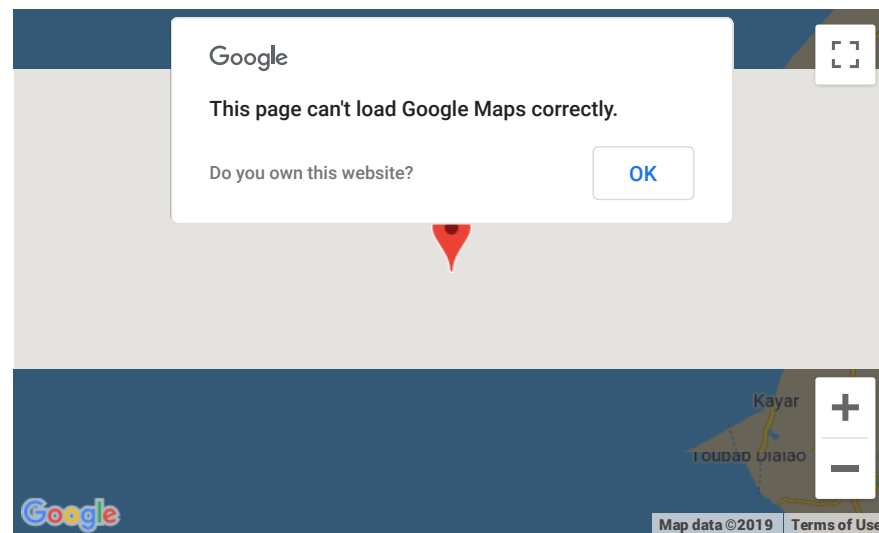 Google
This page can't load Google Maps correctly.
Do you own this website?
OK
Kayar
Toubab Dialao
Google
Map data ©2019
Terms of Use